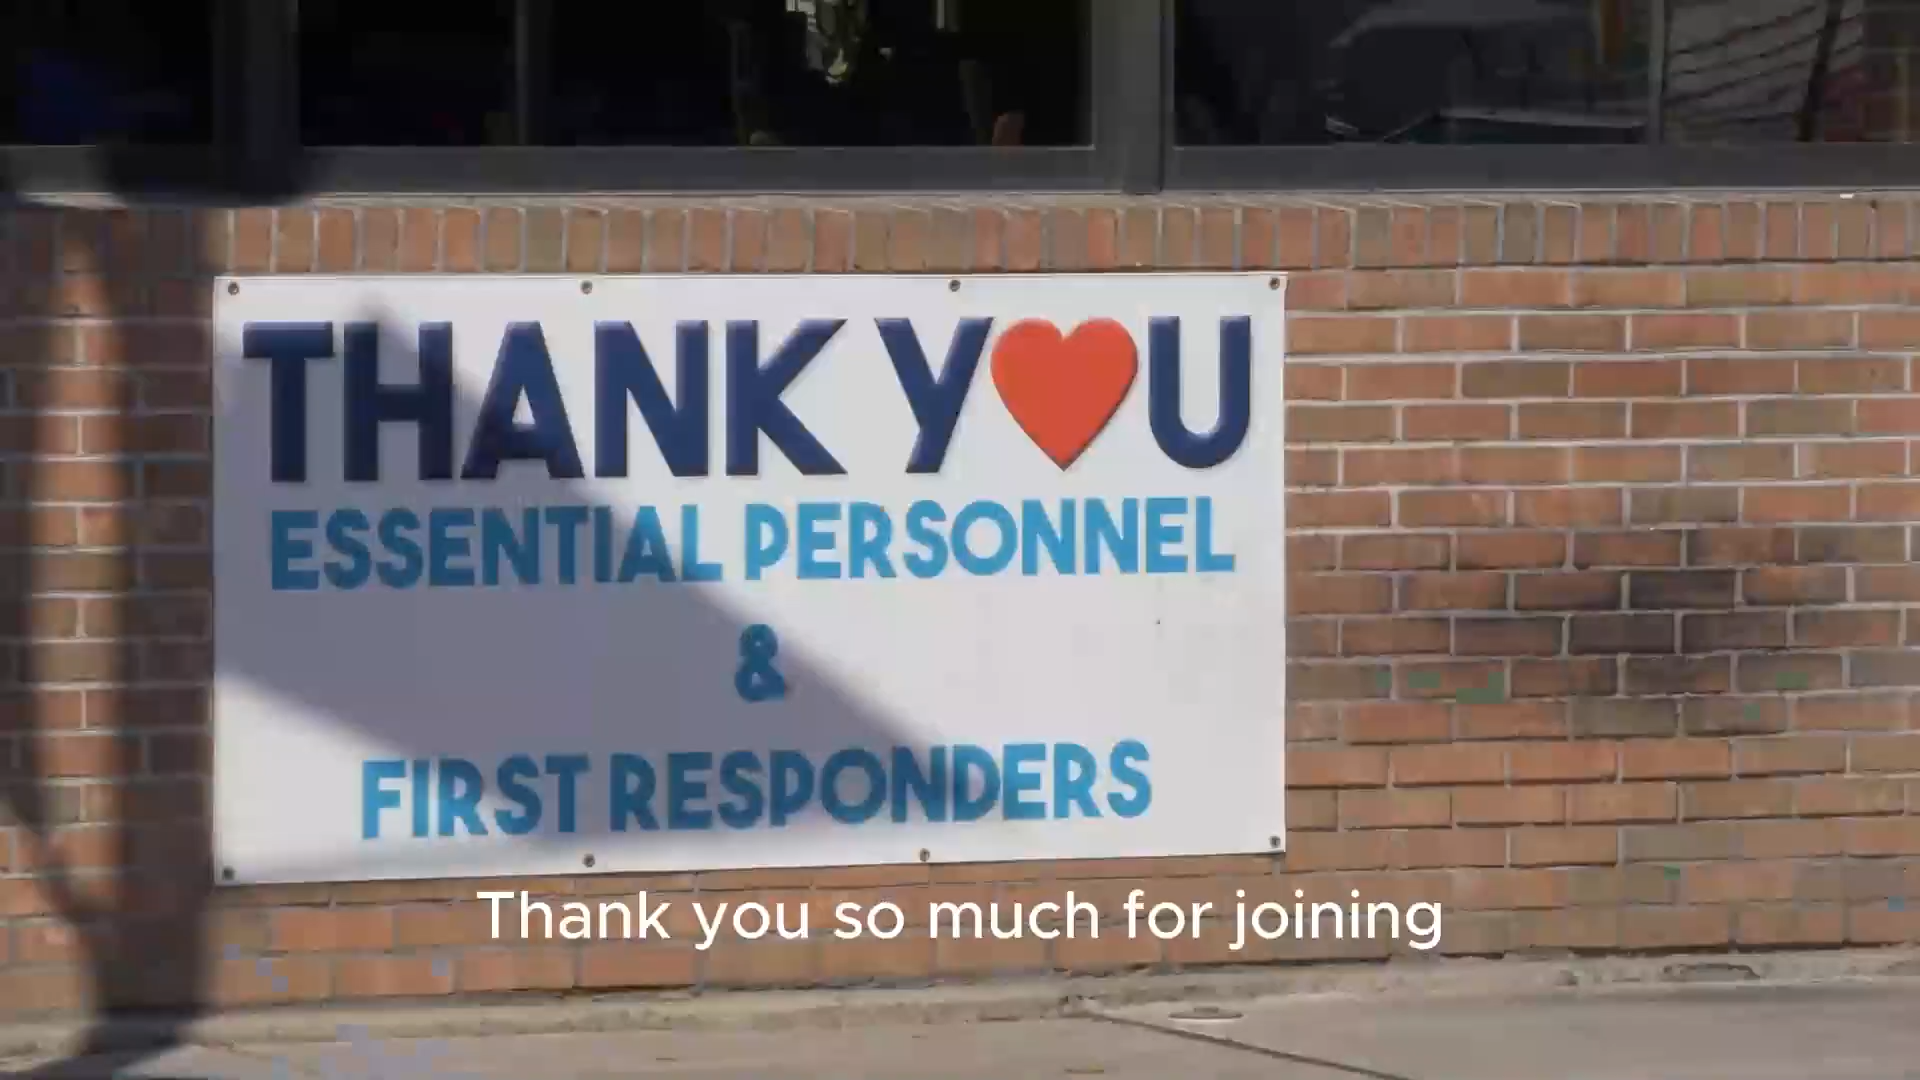 THANK YOU
ESSENTIAL PERSONNEL
&
FIRST RESPONDERS
Thank you so much for joining